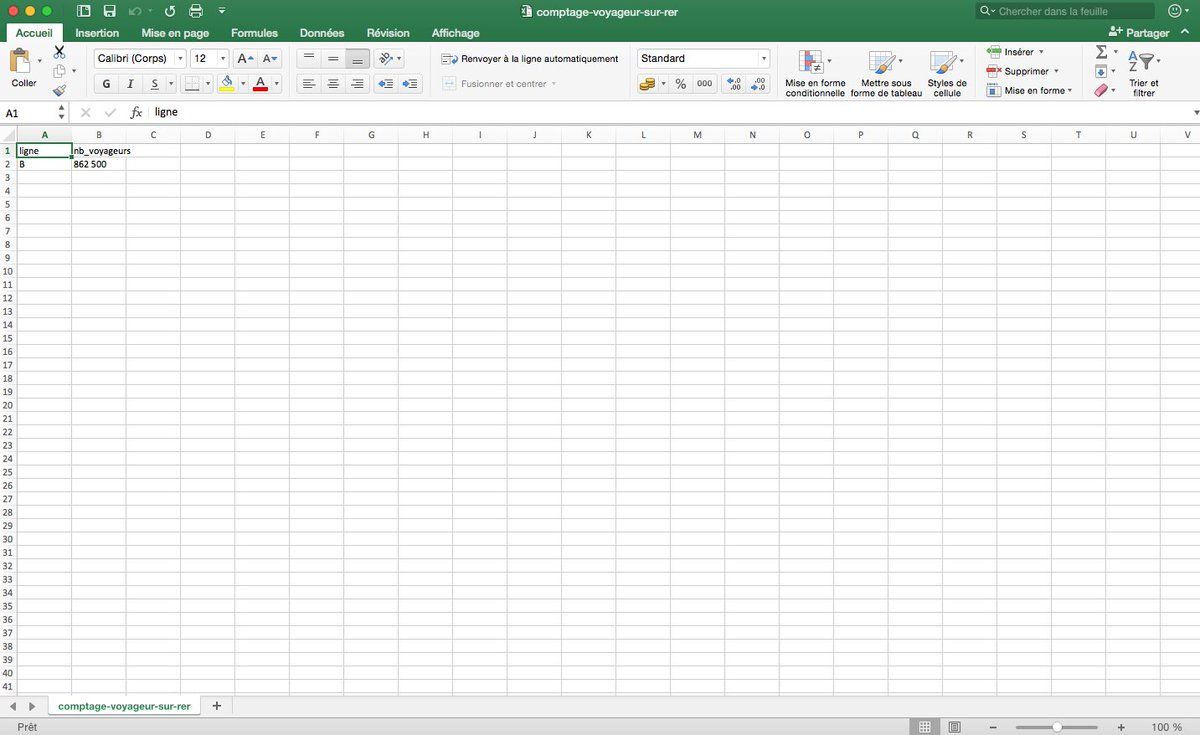 comptage-voyageur-sur-rer
Chercher dans la feuille
Accueil Insertion Mise en page Formules Données Révision Affichage
Partager
Coller
Calibri (Corps) 12 A A
G I S A
Renvoyer à la ligne automatiquement
Fusionner et centrer
Standard
% 000 ,00 ,0
Mise en forme conditionnelle
Mettre sous forme de tableau
Styles de cellule
Insérer
Supprimer
Mise en forme
Σ
A Z
Trier et filtrer
A1 fx ligne
A B C D E F G H I J K L M N O P Q R S T U V
1 ligne nb_voyageurs
2 B 862 500
3
4
5
6
7
8
9
10
11
12
13
14
15
16
17
18
19
20
21
22
23
24
25
26
27
28
29
30
31
32
33
34
35
36
37
38
39
40
41
comptage-voyageur-sur-rer +
Prêt
100 %